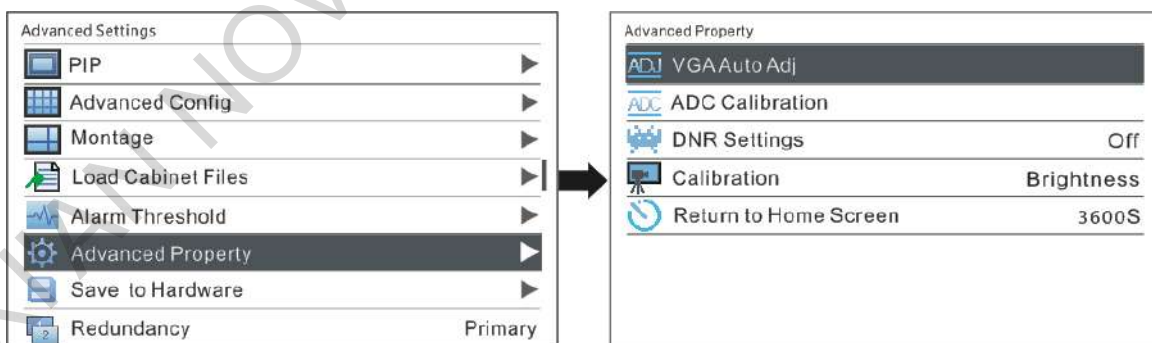 Advanced Settings
PIP
Advanced Config
Montage
Load Cabinet Files
Alarm Threshold
Advanced Property
Save to Hardware
2 Redundancy Primary
Advanced Property
ADJ VGA Auto Adj
ADC ADC Calibration
DNR Settings Off
Calibration Brightness
Return to Home Screen 3600S